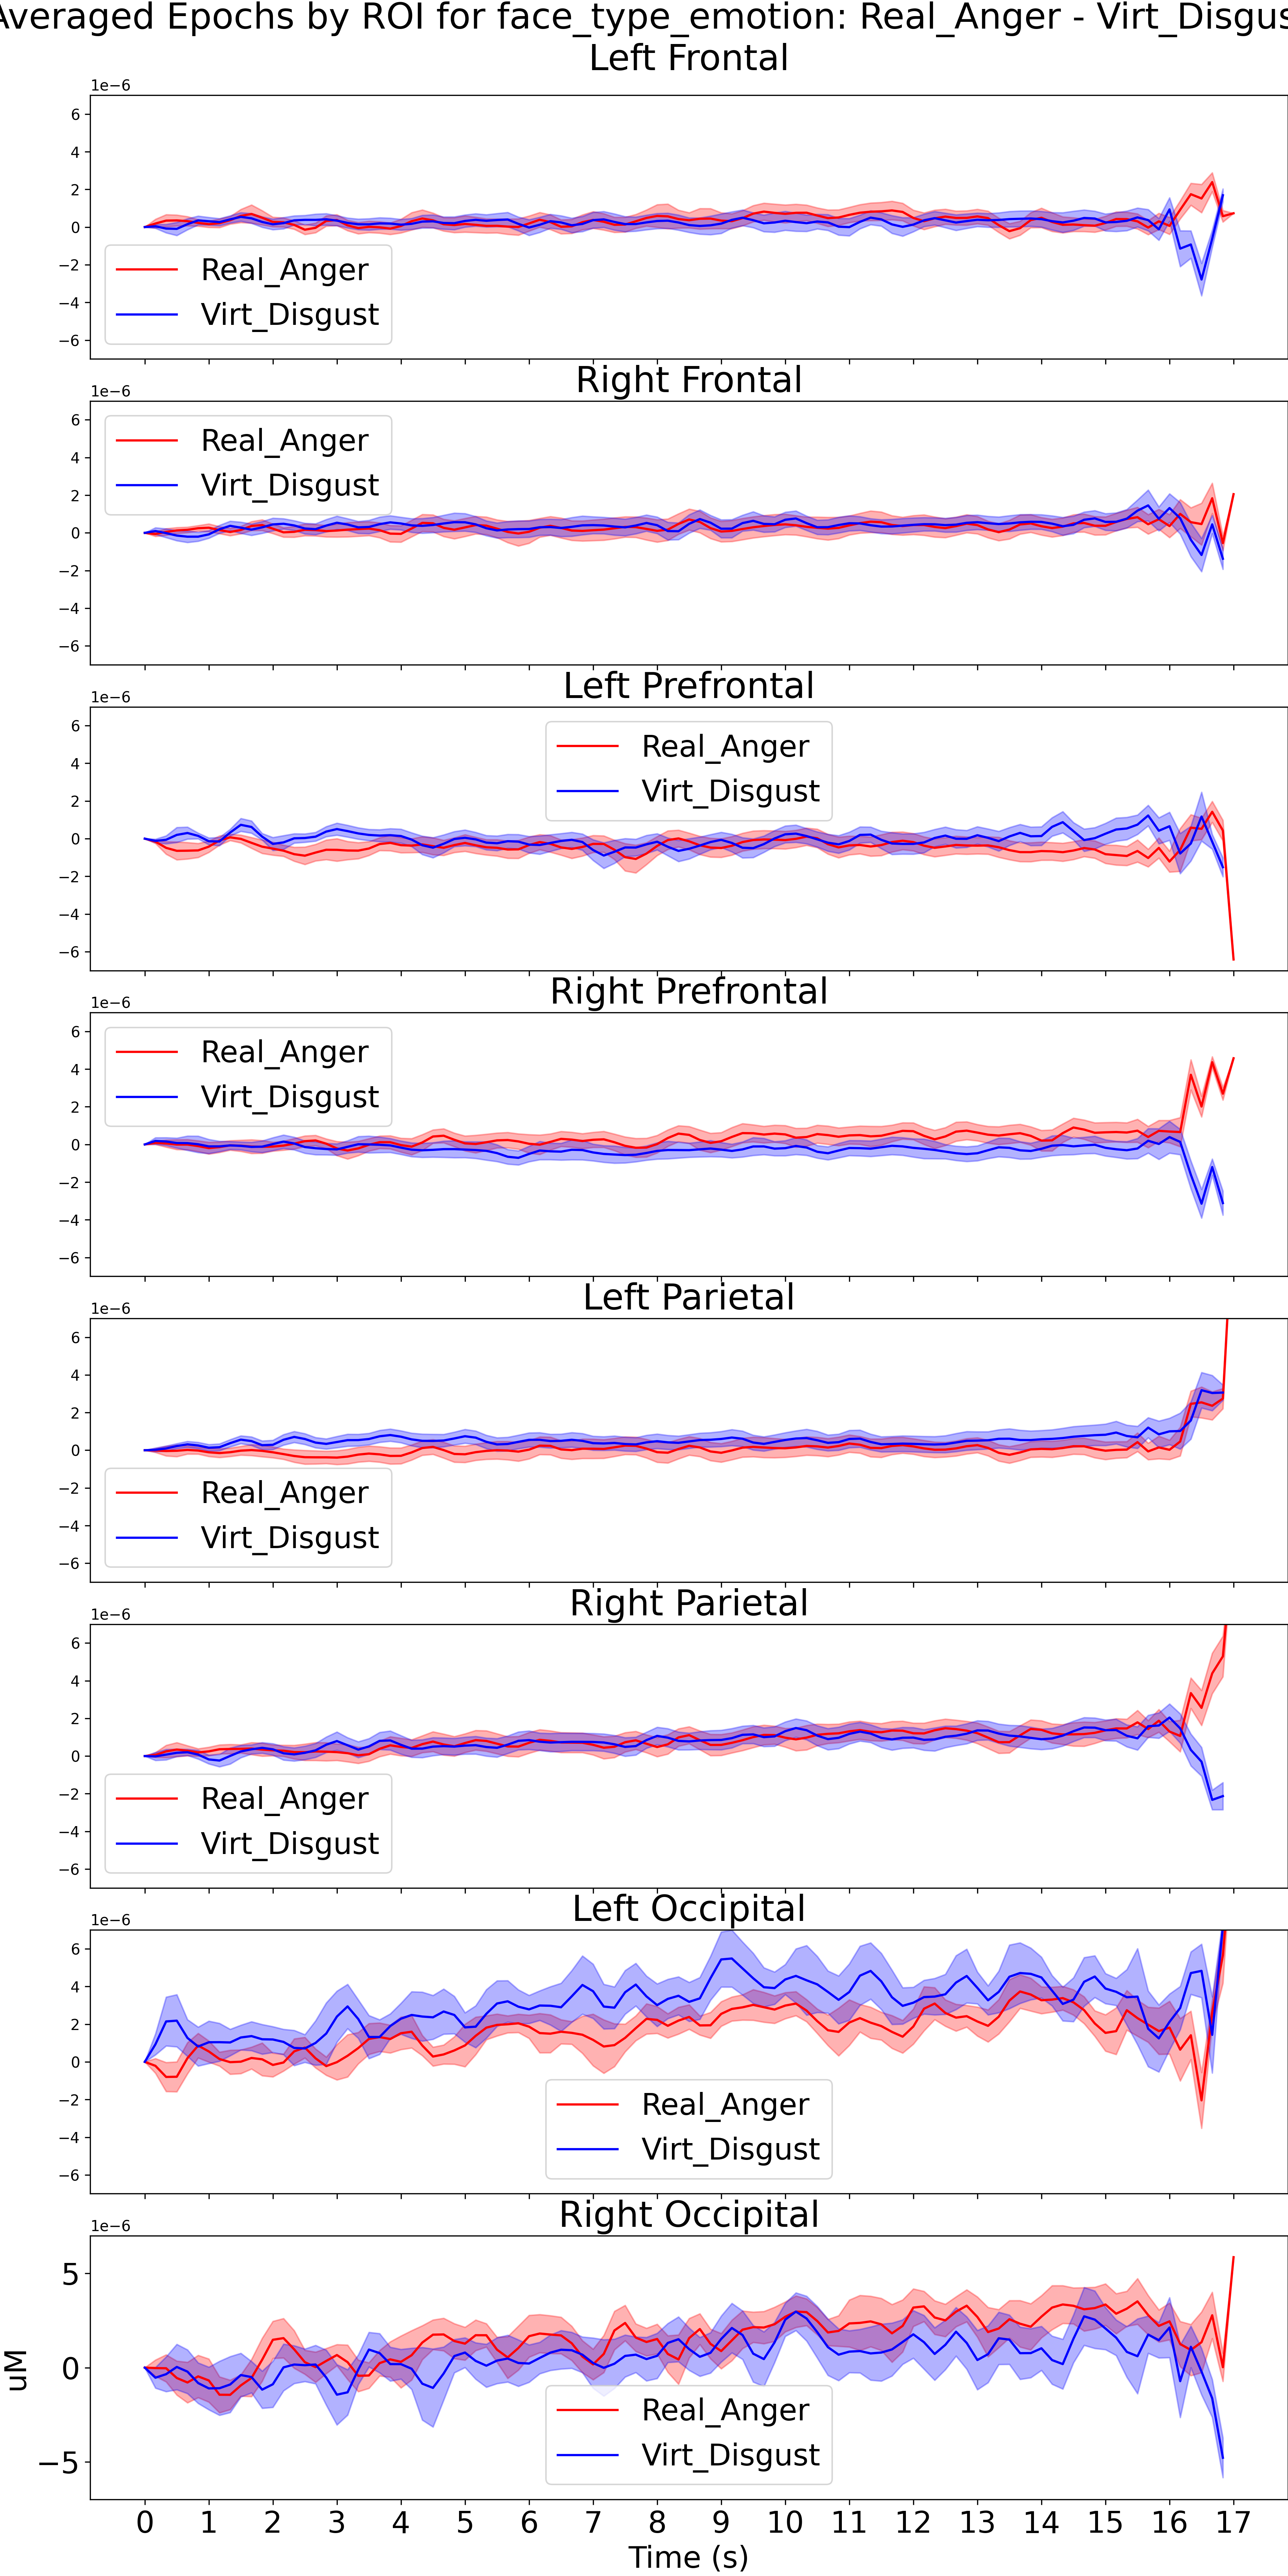 Averaged Epochs by ROI for face_type_emotion: Real_Anger - Virt_Disgus
Left Frontal
1e−6
6
4
2
0
−2
−4
−6
Real_Anger
Virt_Disgust
Right Frontal
1e−6
6
4
2
0
−2
−4
−6
Real_Anger
Virt_Disgust
Left Prefrontal
1e−6
6
4
2
0
−2
−4
−6
Real_Anger
Virt_Disgust
Right Prefrontal
1e−6
6
4
2
0
−2
−4
−6
Real_Anger
Virt_Disgust
Left Parietal
1e−6
6
4
2
0
−2
−4
−6
Real_Anger
Virt_Disgust
Right Parietal
1e−6
6
4
2
0
−2
−4
−6
Real_Anger
Virt_Disgust
Left Occipital
1e−6
6
4
2
0
−2
−4
−6
Real_Anger
Virt_Disgust
Right Occipital
1e−6
5
0
−5
uM
Real_Anger
Virt_Disgust
0 1 2 3 4 5 6 7 8 9 10 11 12 13 14 15 16 17
Time (s)